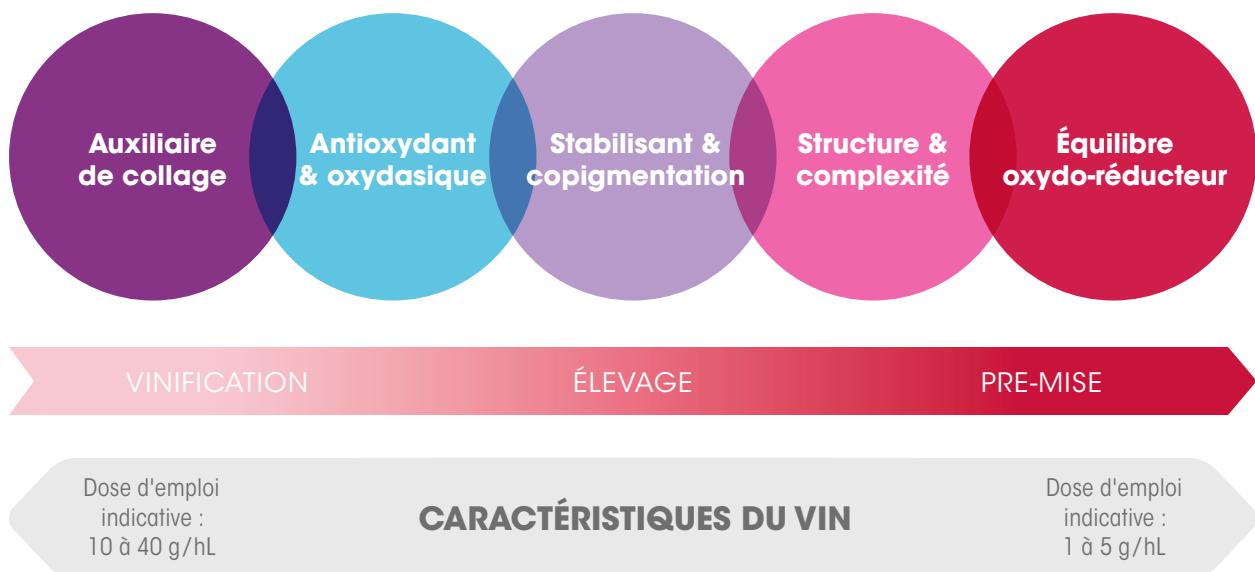 Auxiliaire
de collage
Antioxydant
& oxydasique
Stabilisant &
copigmentation
Structure &
complexité
Équilibre
oxydo-réducteur
VINIFICATION
ÉLEVAGE
PRE-MISE
Dose d'emploi
indicative :
10 à 40 g/hL
CARACTÉRISTIQUES DU VIN
Dose d'emploi
indicative :
1 à 5 g/hL